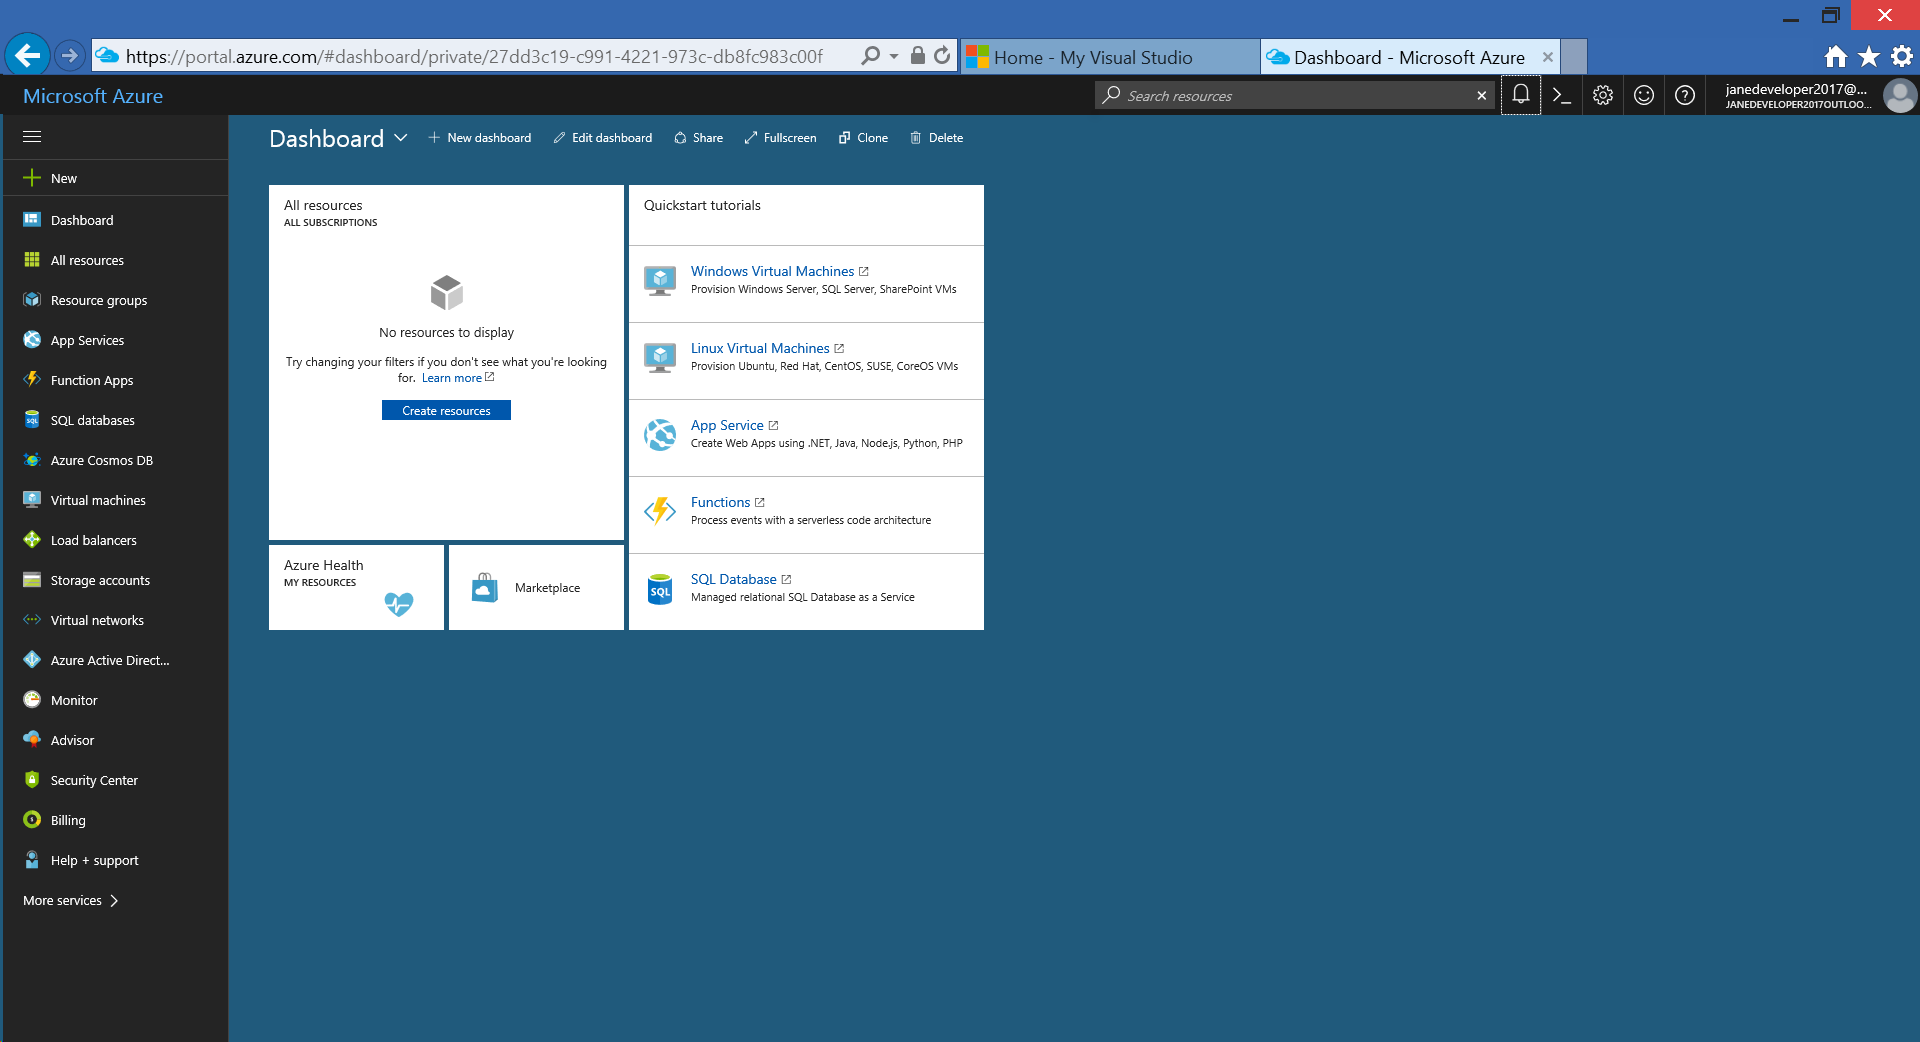 https://portal.azure.com/#dashboard/private/27dd3c19-c991-4221-973c-db8fc983c00f
Home - My Visual Studio
Dashboard - Microsoft Azure
Microsoft Azure
Search resources
janedeveloper2017@...
JANEDEVELOPER2017OUTLOO...
Dashboard
New dashboard
Edit dashboard
Share
Fullscreen
Clone
Delete
New
Dashboard
All resources
Resource groups
App Services
Function Apps
SQL databases
Azure Cosmos DB
Virtual machines
Load balancers
Storage accounts
Virtual networks
Azure Active Direct...
Monitor
Advisor
Security Center
Billing
Help + support
More services
All resources
ALL SUBSCRIPTIONS
No resources to display
Try changing your filters if you don't see what you're looking
for. Learn more
Create resources
Azure Health
MY RESOURCES
Marketplace
Quickstart tutorials
Windows Virtual Machines
Provision Windows Server, SQL Server, SharePoint VMs
Linux Virtual Machines
Provision Ubuntu, Red Hat, CentOS, SUSE, CoreOS VMs
App Service
Create Web Apps using .NET, Java, Node.js, Python, PHP
Functions
Process events with a serverless code architecture
SQL
SQL Database
Managed relational SQL Database as a Service